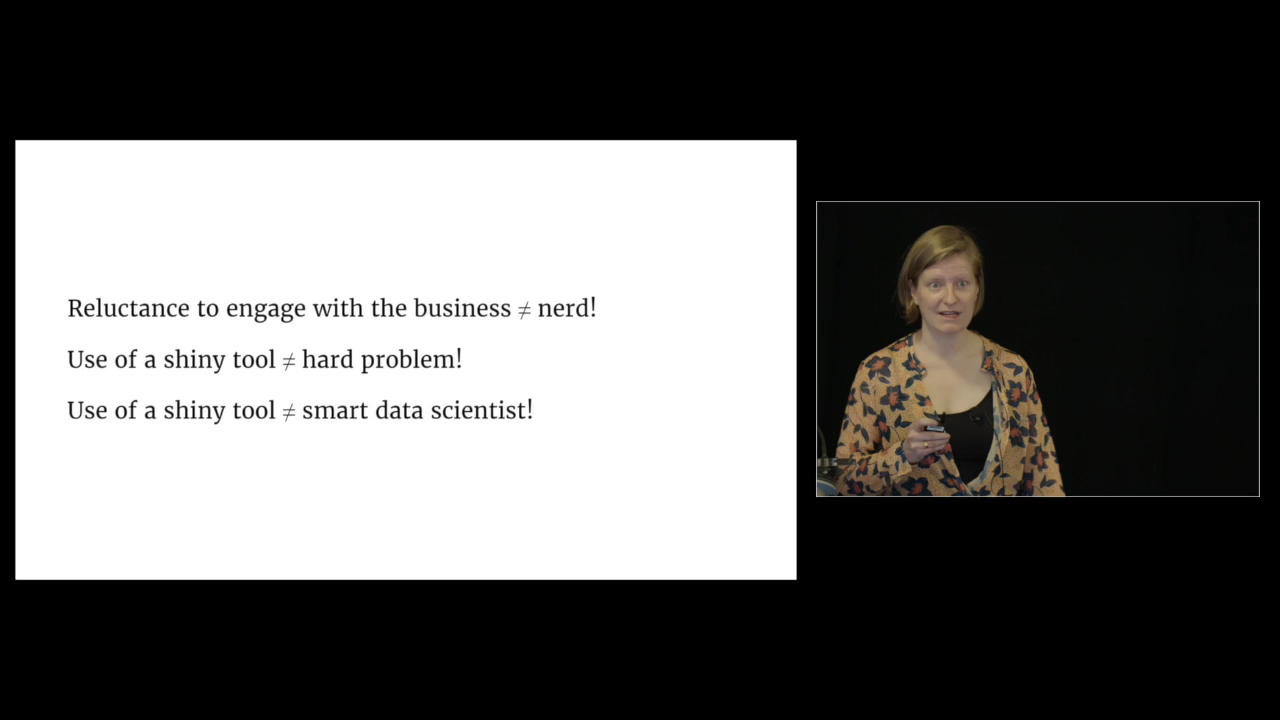 Reluctance to engage with the business ≠ nerd!
Use of a shiny tool ≠ hard problem!
Use of a shiny tool ≠ smart data scientist!